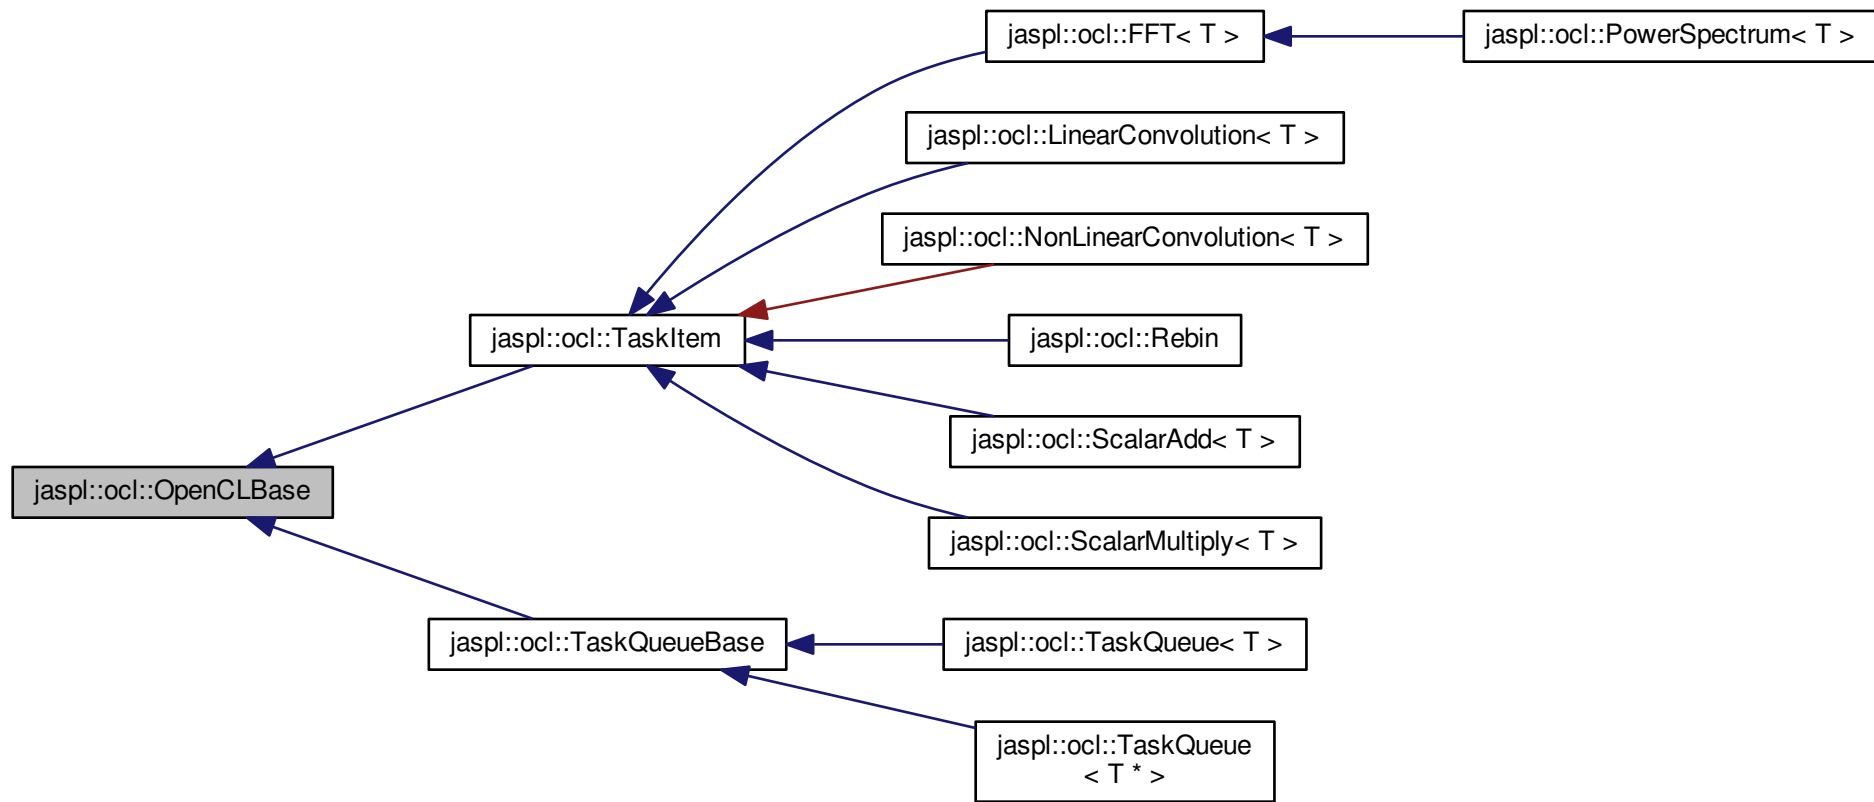 jaspl::ocl::FFT< T >
jaspl::ocl::PowerSpectrum< T >
jaspl::ocl::LinearConvolution< T >
jaspl::ocl::NonLinearConvolution< T >
jaspl::ocl::TaskItem
jaspl::ocl::Rebin
jaspl::ocl::ScalarAdd< T >
jaspl::ocl::OpenCLBase
jaspl::ocl::ScalarMultiply< T >
jaspl::ocl::TaskQueueBase
jaspl::ocl::TaskQueue< T >
jaspl::ocl::TaskQueue
< T * >